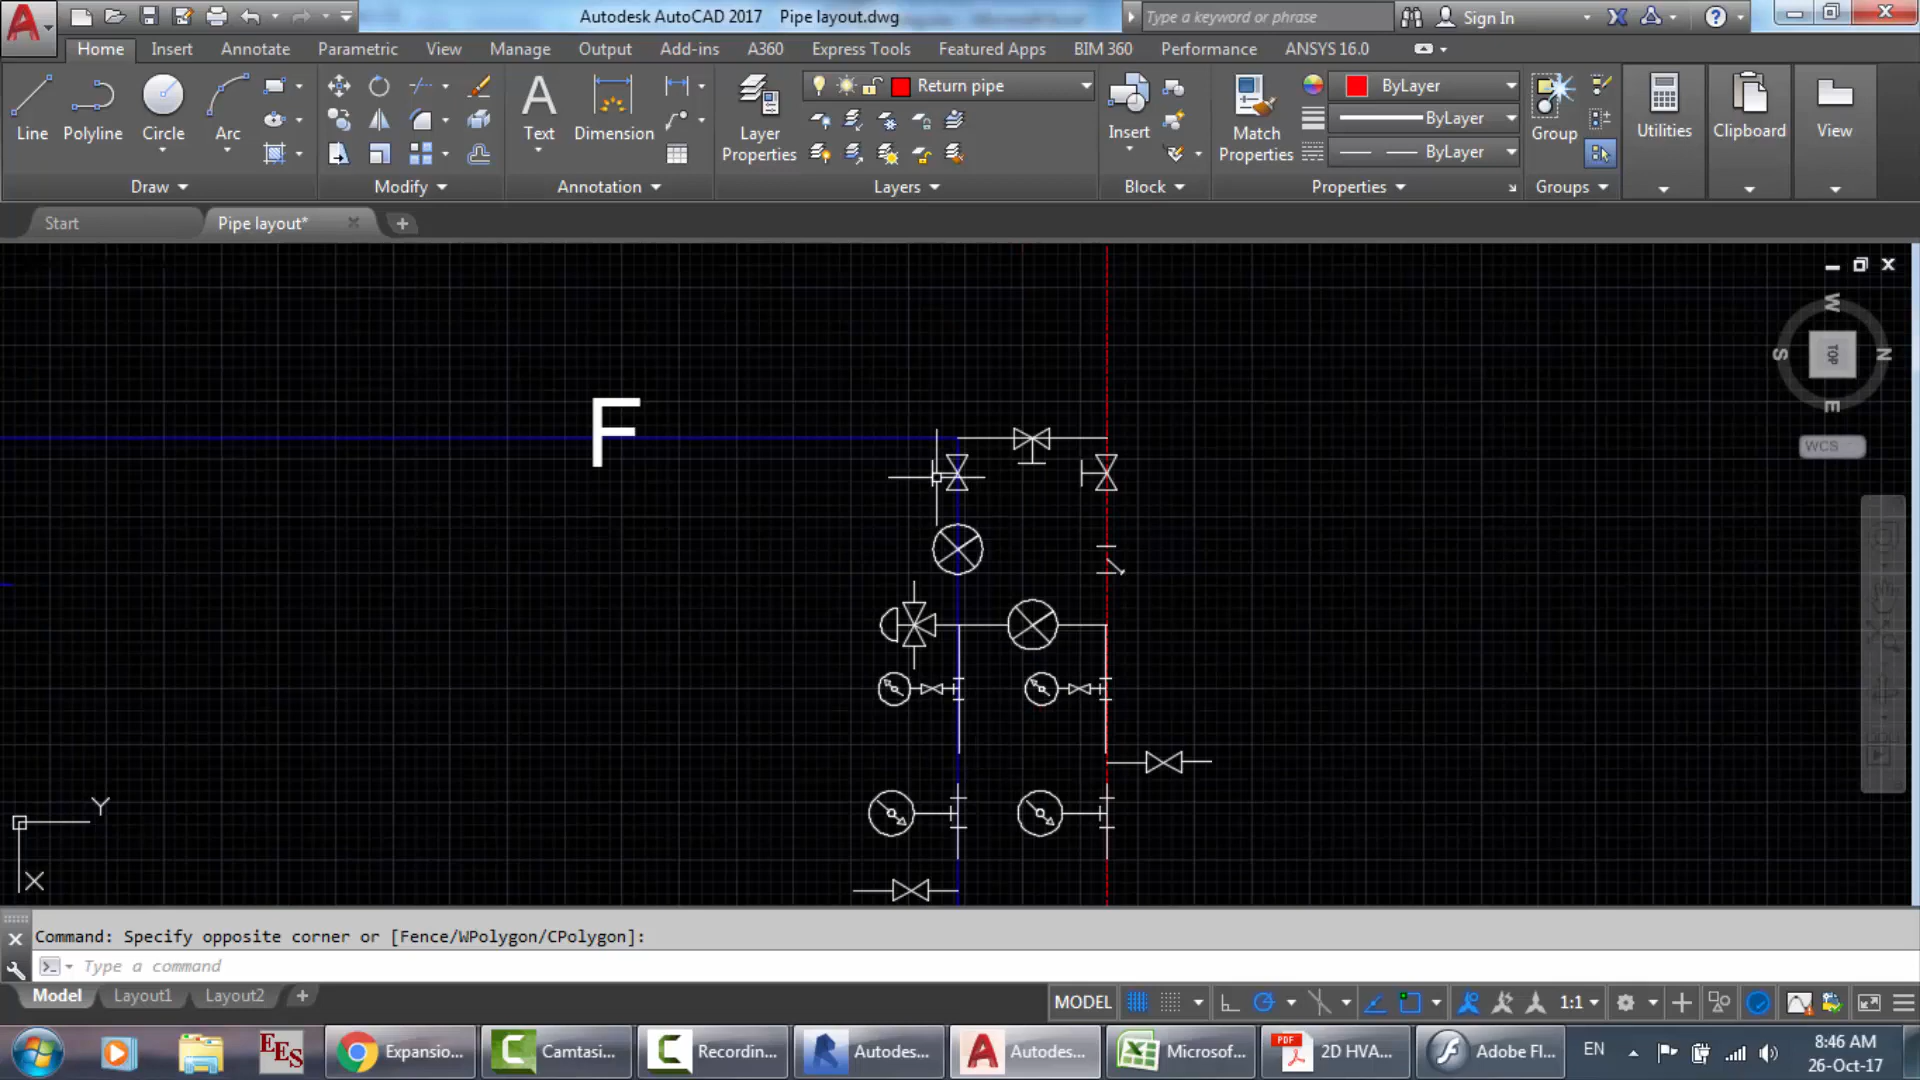 Autodesk AutoCAD 2017 Pipe layout.dwg
Type a keyword or phrase
Sign In
Home Insert Annotate Parametric View Manage Output Add-ins A360 Express Tools Featured Apps BIM 360 Performance ANSYS 16.0
Return pipe
ByLayer
ByLayer
ByLayer
Line Polyline Circle Arc
Text Dimension
Layer Properties
Insert
Match Properties
Group
Utilities Clipboard View
Draw Modify Annotation Layers Block Properties Groups
Start Pipe layout*
W
S TOP N
E
WCS
F
Y
X
Command: Specify opposite corner or [Fence/WPolygon/CPolygon]:
Type a command
Model Layout1 Layout2
MODEL 1:1
EES Expansio... Camtasi... Recordin... Autodes... Autodes... Microsof... PDF 2D HVA... Adobe Fl... EN
8:46 AM
26-Oct-17